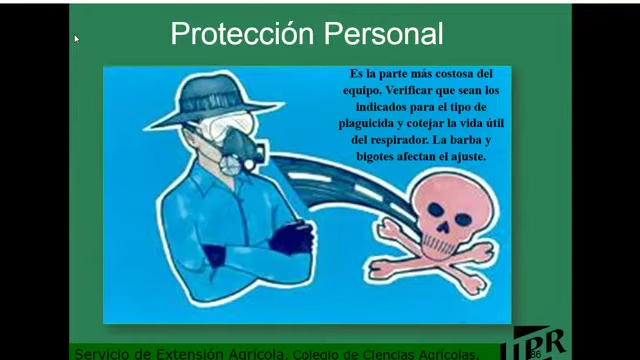 Protección Personal
Es la parte más costosa del
equipo. Verificar que sean los
indicados para el tipo de
plaguicida y cotejar la vida útil
del respirador. La barba y
bigotes afectan el ajuste.
Servicio de Extensión Agrícola, Colegio de Ciencias Agrícolas,
UPR
86